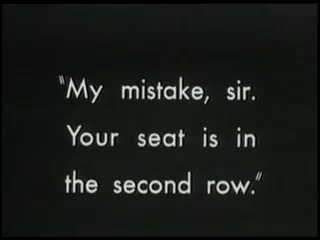 "My mistake, sir.
Your seat is in
the second row."